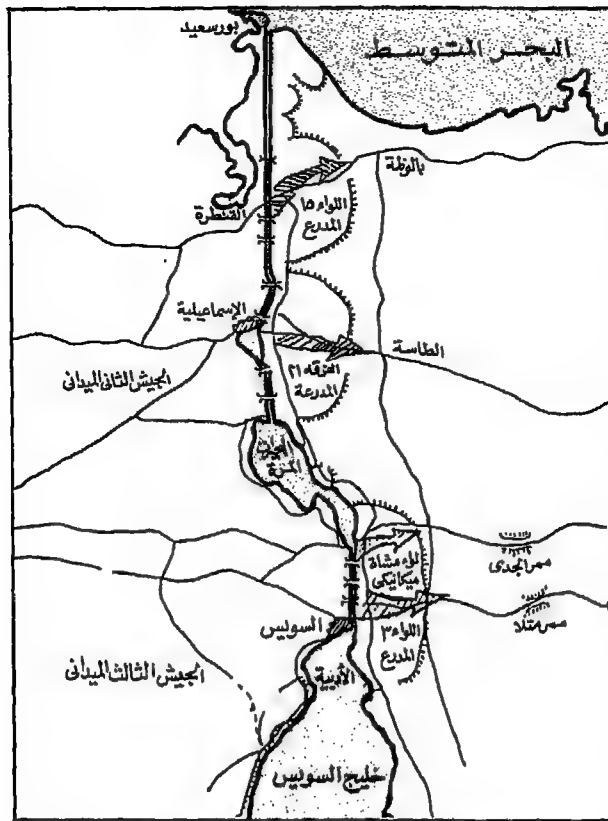 بورسعيد
البحر المتوسط
بالوظة
القنطرة
اللواء ١٥
المدرع
الإسماعيلية
الطاسة
الفرقة ٢١
المدرعة
الجيش الثانى الميدانى
البحيرات
المرة
لواء مشاة
ميكانيكى
ممر الجدى
ممر متلا
السويس
اللواء ٣
المدرع
الجيش الثالث الميدانى
الأدبية
خليج السويس